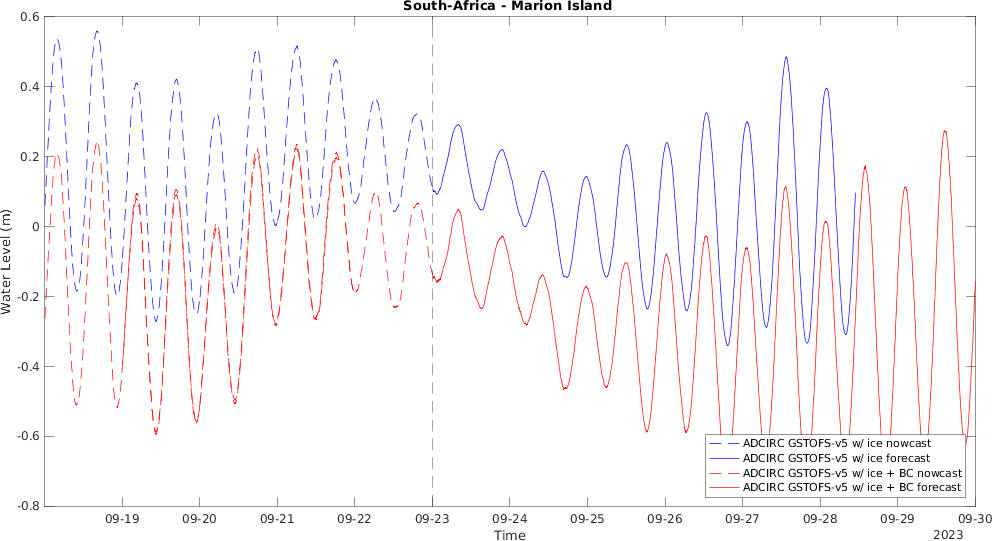 South-Africa - Marion Island
0.6
0.4
0.2
0
-0.2
-0.4
-0.6
-0.8
Water Level (m)
ADCIRC GSTOFS-v5 w/ ice nowcast
ADCIRC GSTOFS-v5 w/ ice forecast
ADCIRC GSTOFS-v5 w/ ice + BC nowcast
ADCIRC GSTOFS-v5 w/ ice + BC forecast
09-19 09-20 09-21 09-22 09-23 09-24 09-25 09-26 09-27 09-28 09-29 09-30
Time
2023